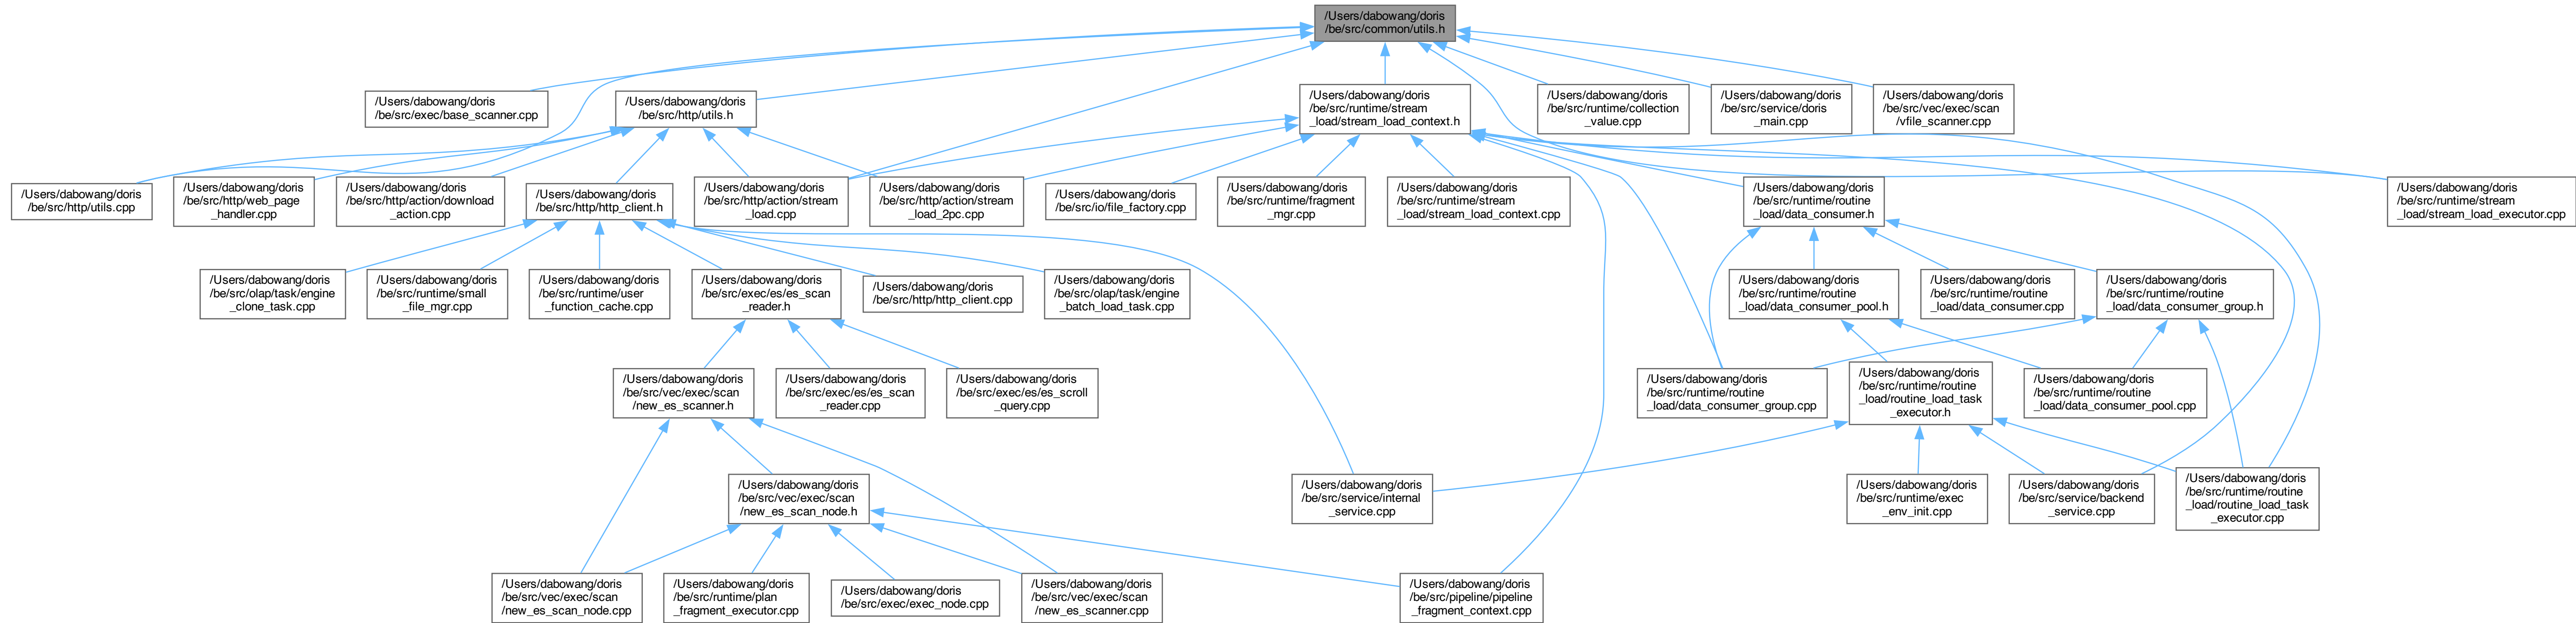 /Users/dabowang/doris
/be/src/common/utils.h
/Users/dabowang/doris
/be/src/exec/base_scanner.cpp
/Users/dabowang/doris
/be/src/http/utils.h
/Users/dabowang/doris
/be/src/runtime/stream
_load/stream_load_context.h
/Users/dabowang/doris
/be/src/runtime/collection
_value.cpp
/Users/dabowang/doris
/be/src/service/doris
_main.cpp
/Users/dabowang/doris
/be/src/vec/exec/scan
/vfile_scanner.cpp
/Users/dabowang/doris
/be/src/http/utils.cpp
/Users/dabowang/doris
/be/src/http/web_page
_handler.cpp
/Users/dabowang/doris
/be/src/http/action/download
_action.cpp
/Users/dabowang/doris
/be/src/http/http_client.h
/Users/dabowang/doris
/be/src/http/action/stream
_load.cpp
/Users/dabowang/doris
/be/src/http/action/stream
_load_2pc.cpp
/Users/dabowang/doris
/be/src/io/file_factory.cpp
/Users/dabowang/doris
/be/src/runtime/fragment
_mgr.cpp
/Users/dabowang/doris
/be/src/runtime/stream
_load/stream_load_context.cpp
/Users/dabowang/doris
/be/src/runtime/routine
_load/data_consumer.h
/Users/dabowang/doris
/be/src/runtime/stream
_load/stream_load_executor.cpp
/Users/dabowang/doris
/be/src/olap/task/engine
_clone_task.cpp
/Users/dabowang/doris
/be/src/runtime/small
_file_mgr.cpp
/Users/dabowang/doris
/be/src/runtime/user
_function_cache.cpp
/Users/dabowang/doris
/be/src/exec/es/es_scan
_reader.h
/Users/dabowang/doris
/be/src/http/http_client.cpp
/Users/dabowang/doris
/be/src/olap/task/engine
_batch_load_task.cpp
/Users/dabowang/doris
/be/src/runtime/routine
_load/data_consumer_pool.h
/Users/dabowang/doris
/be/src/runtime/routine
_load/data_consumer.cpp
/Users/dabowang/doris
/be/src/runtime/routine
_load/data_consumer_group.h
/Users/dabowang/doris
/be/src/vec/exec/scan
/new_es_scanner.h
/Users/dabowang/doris
/be/src/exec/es/es_scan
_reader.cpp
/Users/dabowang/doris
/be/src/exec/es/es_scroll
_query.cpp
/Users/dabowang/doris
/be/src/runtime/routine
_load/data_consumer_group.cpp
/Users/dabowang/doris
/be/src/runtime/routine
_load/routine_load_task
_executor.h
/Users/dabowang/doris
/be/src/runtime/routine
_load/data_consumer_pool.cpp
/Users/dabowang/doris
/be/src/vec/exec/scan
/new_es_scan_node.h
/Users/dabowang/doris
/be/src/service/internal
_service.cpp
/Users/dabowang/doris
/be/src/runtime/exec
_env_init.cpp
/Users/dabowang/doris
/be/src/service/backend
_service.cpp
/Users/dabowang/doris
/be/src/runtime/routine
_load/routine_load_task
_executor.cpp
/Users/dabowang/doris
/be/src/vec/exec/scan
/new_es_scan_node.cpp
/Users/dabowang/doris
/be/src/runtime/plan
_fragment_executor.cpp
/Users/dabowang/doris
/be/src/exec/exec_node.cpp
/Users/dabowang/doris
/be/src/vec/exec/scan
/new_es_scanner.cpp
/Users/dabowang/doris
/be/src/pipeline/pipeline
_fragment_context.cpp